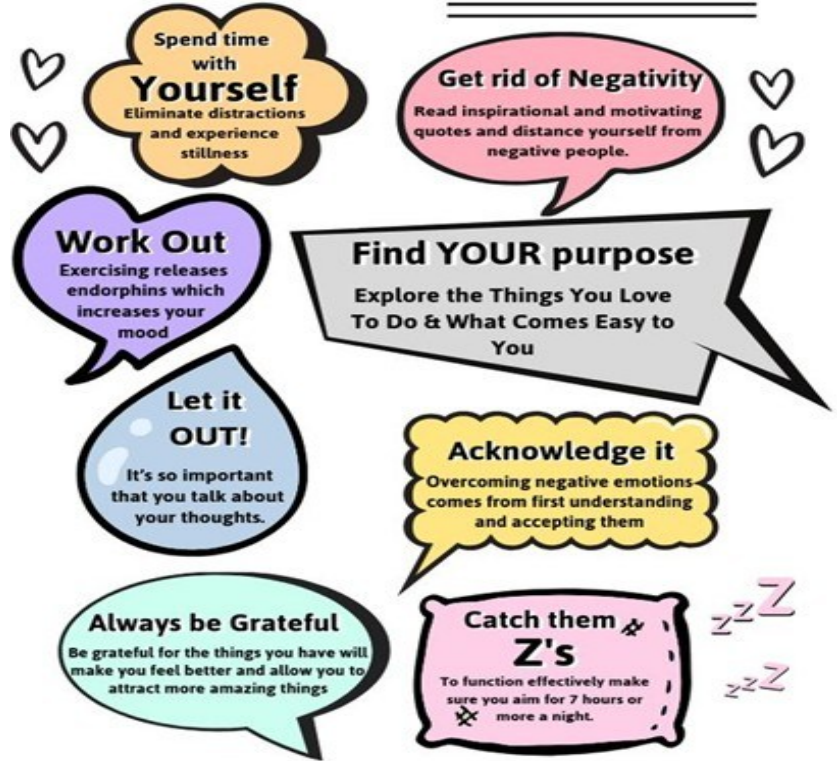 Spend time
with
Yourself
Eliminate distractions
and experience
stillness
Get rid of Negativity
Read inspirational and motivating
quotes and distance yourself from
negative people.
Work Out
Exercising releases
endorphins which
increases your
mood
Find YOUR purpose
Explore the Things You Love
To Do & What Comes Easy to
You
Let it
OUT!
It's so important
that you talk about
your thoughts.
Acknowledge it
Overcoming negative emotions
comes from first understanding
and accepting them
Always be Grateful
Be grateful for the things you have will
make you feel better and allow you to
attract more amazing things
Catch them
Z's
To function effectively make
sure you aim for 7 hours or
more a night.
zzZ
zzZ